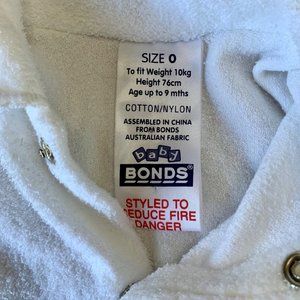 SIZE 0
To fit Weight 10kg
Height 76cm
Age up to 9 mths
COTTON/NYLON
ASSEMBLED IN CHINA
FROM BONDS
AUSTRALIAN FABRIC
baby
BONDS®
STYLED TO
REDUCE FIRE
DANGER